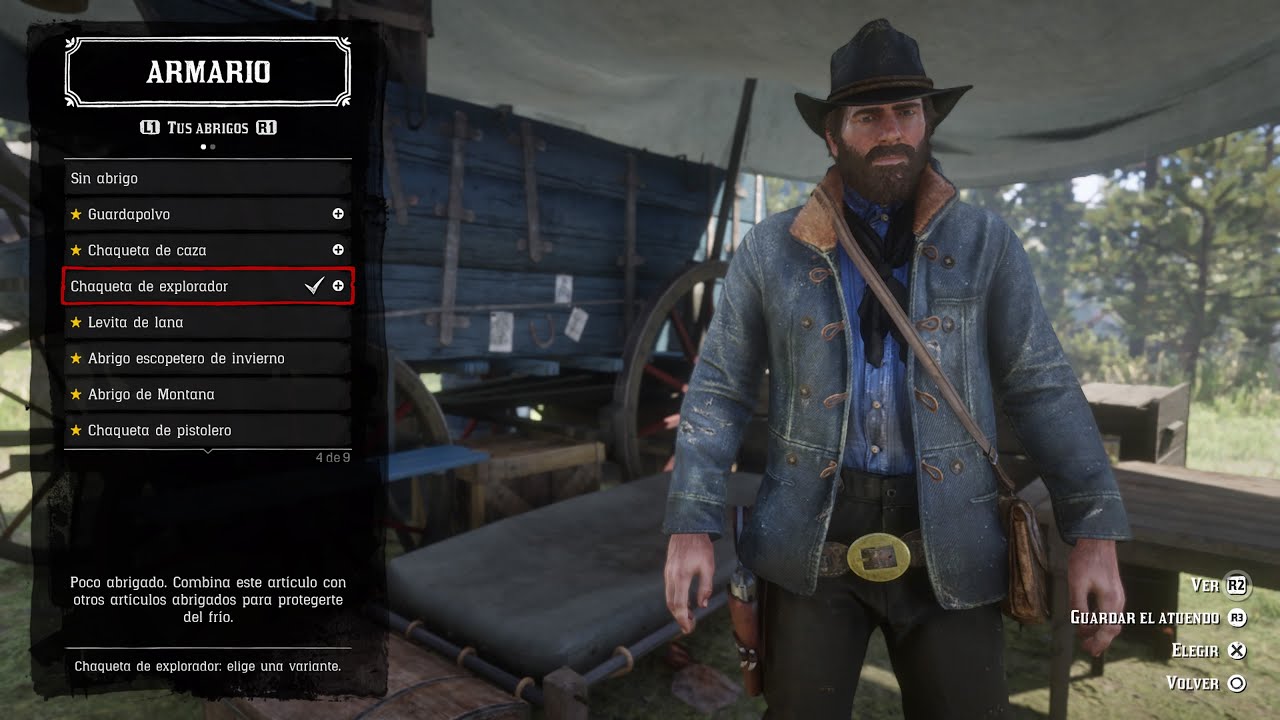 ARMARIO
L1 TUS ABRIGOS R1
Sin abrigo
Guardapolvo
Chaqueta de caza
Chaqueta de explorador
Levita de lana
Abrigo escopetero de invierno
Abrigo de Montana
Chaqueta de pistolero
4 de 9
Poco abrigado. Combina este artículo con
otros artículos abrigados para protegerte
del frío.
Chaqueta de explorador: elige una variante.
VER R2
GUARDAR EL ATUENDO R3
ELEGIR
VOLVER